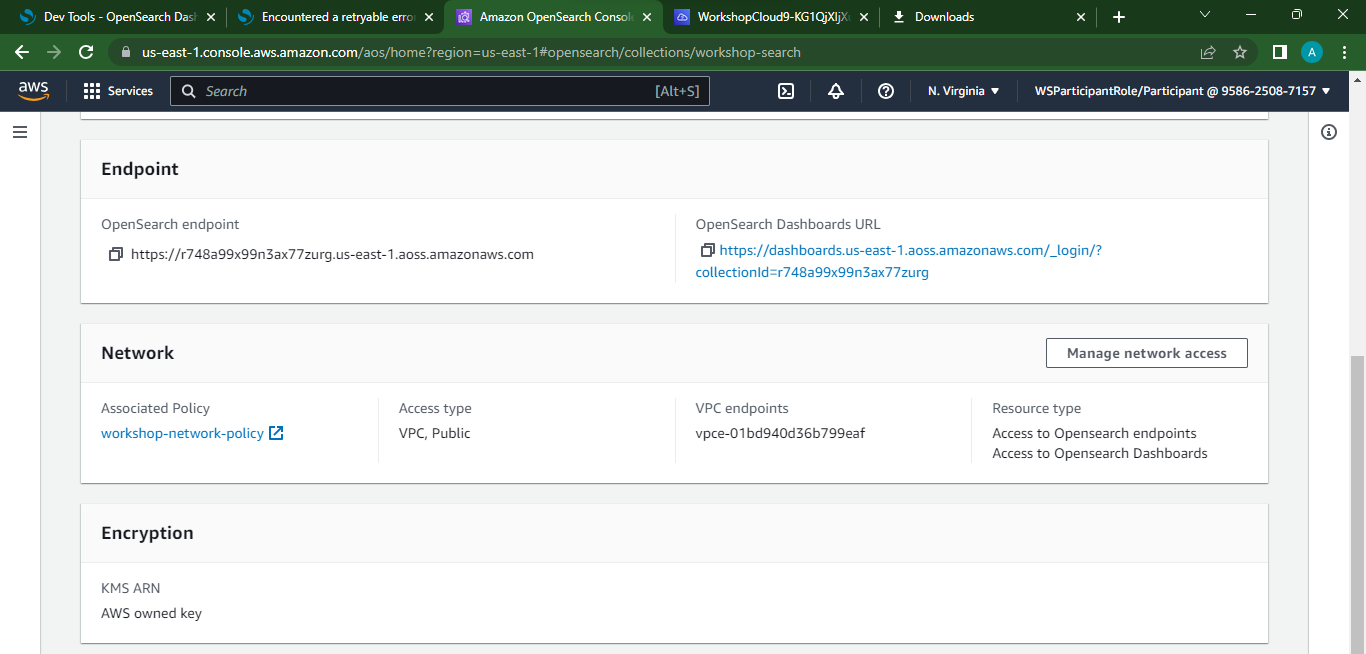 Dev Tools - OpenSearch Das
Encountered a retryable erro
Amazon OpenSearch Consol
WorkshopCloud9-KG1QjXIjX
Downloads
us-east-1.console.aws.amazon.com/aos/home?region=us-east-1#opensearch/collections/workshop-search
A
aws
Services
Search
[Alt+S]
N. Virginia
WSParticipantRole/Participant @ 9586-2508-7157
Endpoint
OpenSearch endpoint
https://r748a99x99n3ax77zurg.us-east-1.aoss.amazonaws.com
OpenSearch Dashboards URL
https://dashboards.us-east-1.aoss.amazonaws.com/_login/?
collectionId=r748a99x99n3ax77zurg
Network
Manage network access
Associated Policy
workshop-network-policy
Access type
VPC, Public
VPC endpoints
vpce-01bd940d36b799eaf
Resource type
Access to Opensearch endpoints
Access to Opensearch Dashboards
Encryption
KMS ARN
AWS owned key